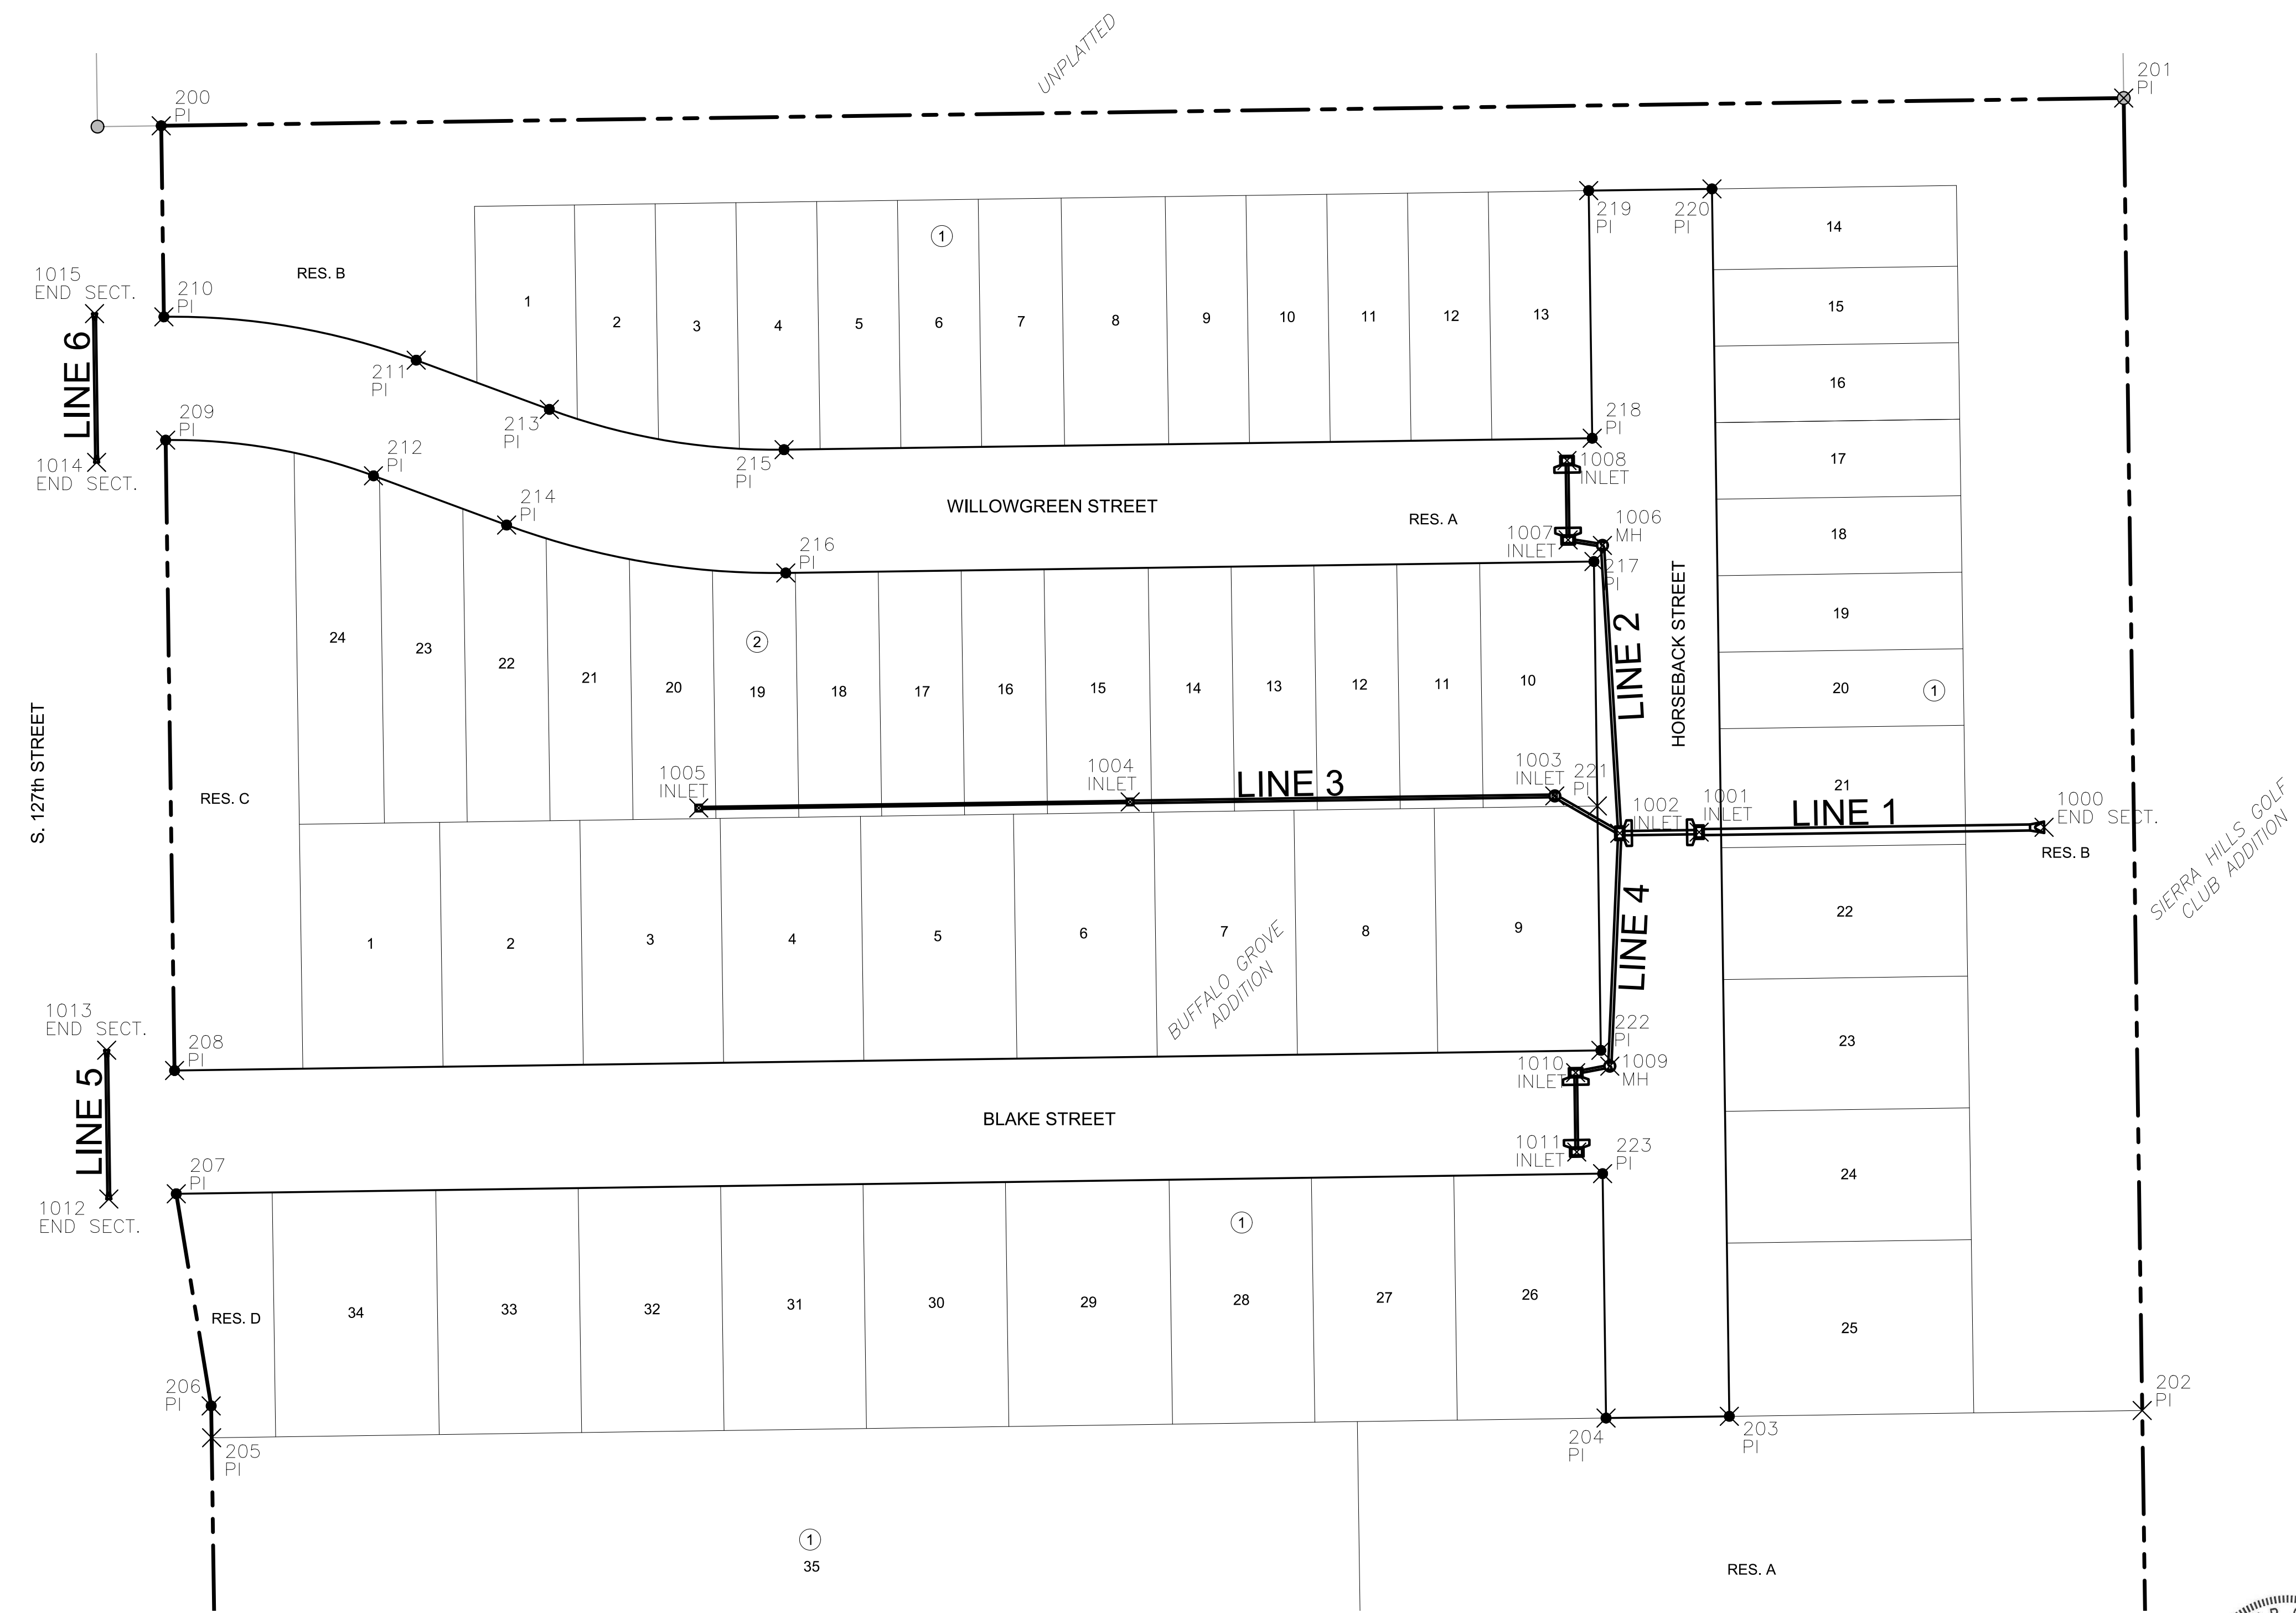 UNPLATTED
201
PI
200
PI
219
PI
220
PI
14
1
RES. B
1015
END SECT.
210
PI
1
2
3
4
5
6
7
8
9
10
11
12
13
15
16
LINE 6
211
PI
213
PI
209
PI
212
PI
215
PI
218
PI
17
1014
END SECT.
1008
INLET
214
PI
WILLOWGREEN STREET
RES. A
1007
INLET
1006
MH
18
216
PI
217
PI
19
24
23
22
21
20
2
19
18
17
16
15
14
13
12
11
10
LINE 2
HORSEBACK STREET
20
1
S. 127th STREET
RES. C
1005
INLET
1004
INLET
LINE 3
1003
INLET
221
PI
1002
INLET
1001
INLET
21
LINE 1
1000
END SECT.
RES. B
SIERRA HILLS GOLF
CLUB ADDITION
1
2
3
4
5
6
7
8
9
BUFFALO GROVE
ADDITION
LINE 4
22
1013
END SECT.
208
PI
222
PI
1010
INLET
1009
MH
23
LINE 5
BLAKE STREET
1011
INLET
223
PI
207
PI
1012
END SECT.
24
1
RES. D
34
33
32
31
30
29
28
27
26
25
206
PI
205
PI
204
PI
203
PI
202
PI
1
35
RES. A